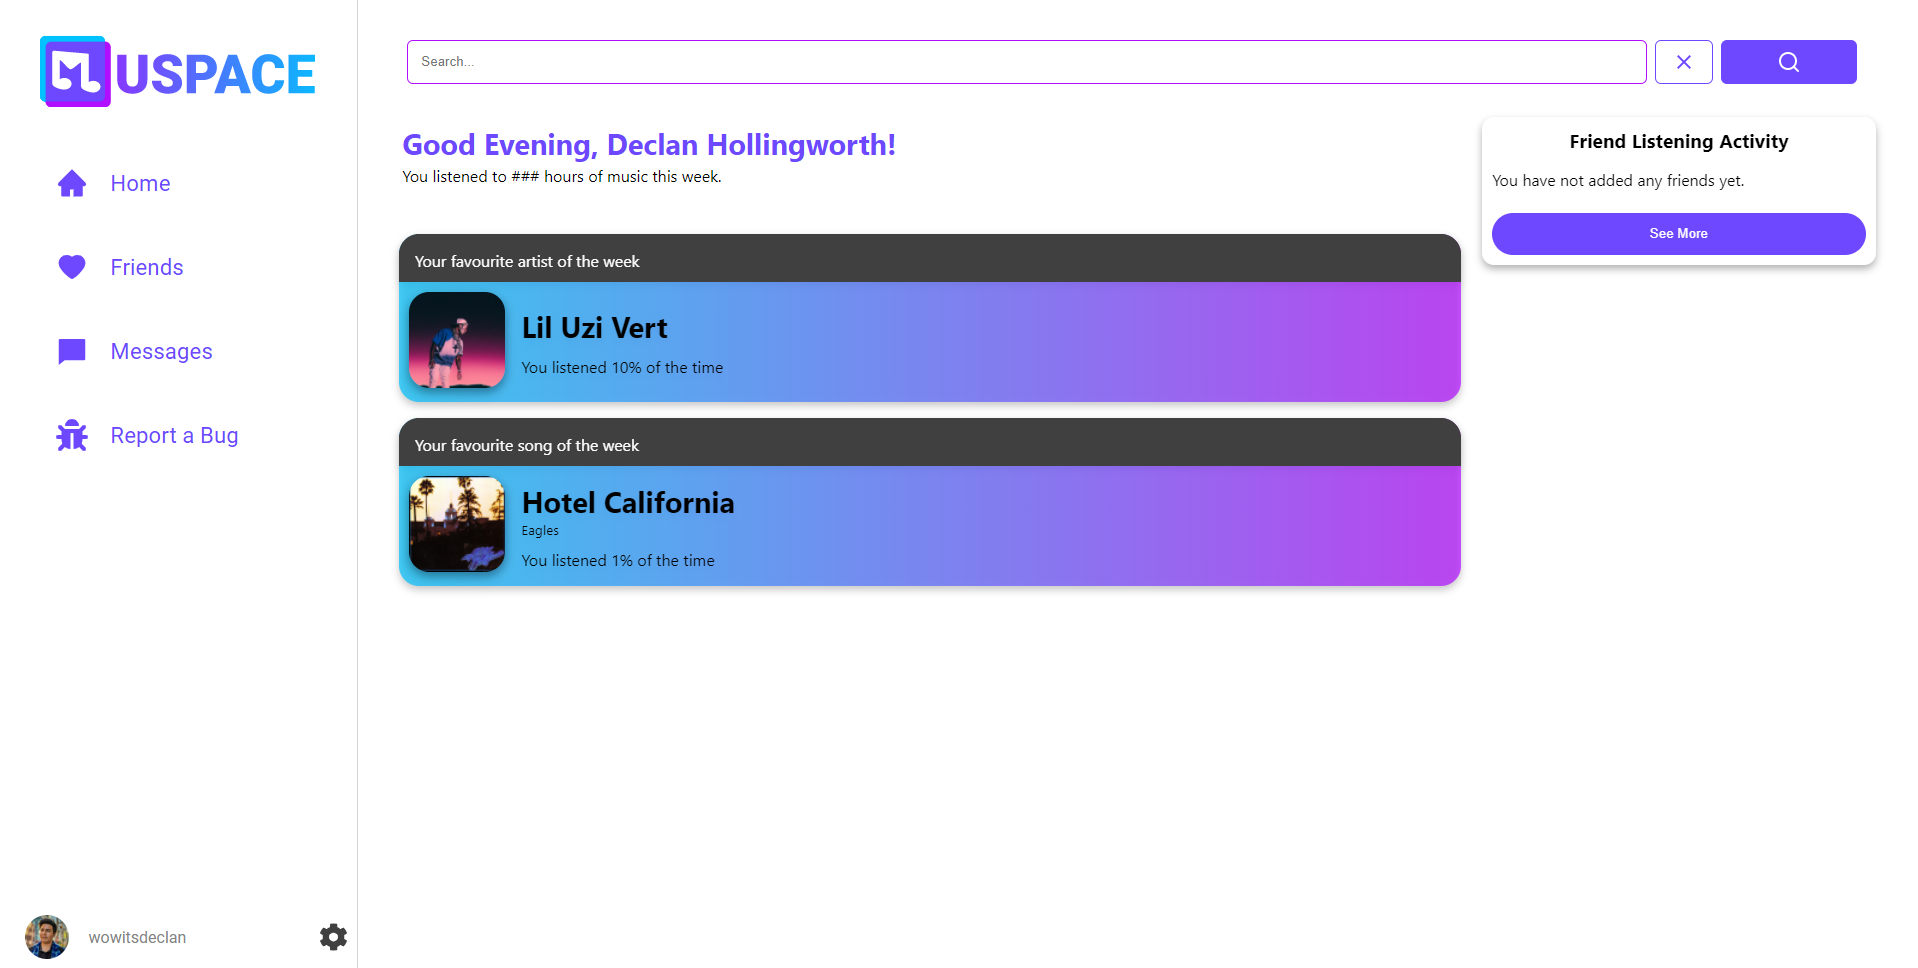 MUSPACE
Home
Friends
Messages
Report a Bug
wowitsdeclan
Search...
Good Evening, Declan Hollingworth!
You listened to ### hours of music this week.
Your favourite artist of the week
Lil Uzi Vert
You listened 10% of the time
Your favourite song of the week
Hotel California
Eagles
You listened 1% of the time
Friend Listening Activity
You have not added any friends yet.
See More